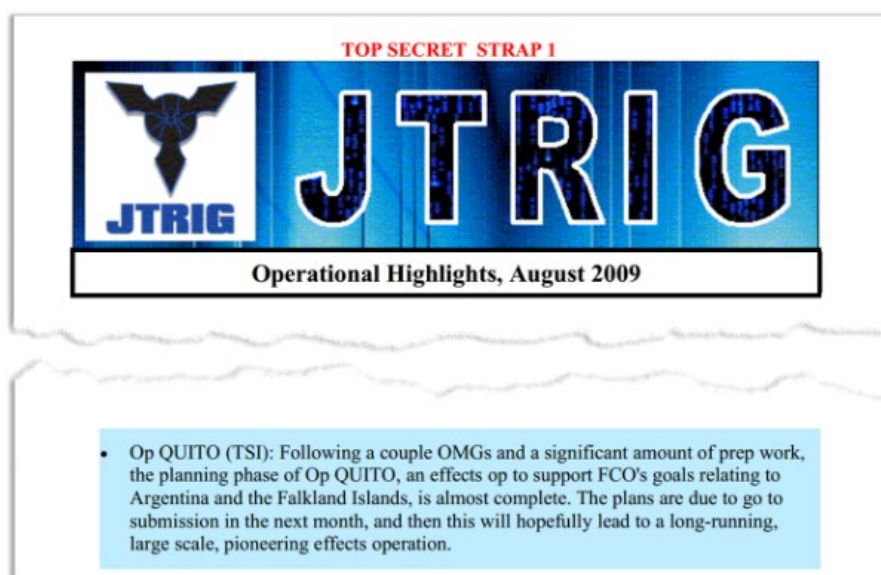 TOP SECRET  STRAP 1
JTRIG
JTRIG
Operational Highlights, August 2009
• Op QUITO (TSI): Following a couple OMGs and a significant amount of prep work,
the planning phase of Op QUITO, an effects op to support FCO's goals relating to
Argentina and the Falkland Islands, is almost complete. The plans are due to go to
submission in the next month, and then this will hopefully lead to a long-running,
large scale, pioneering effects operation.